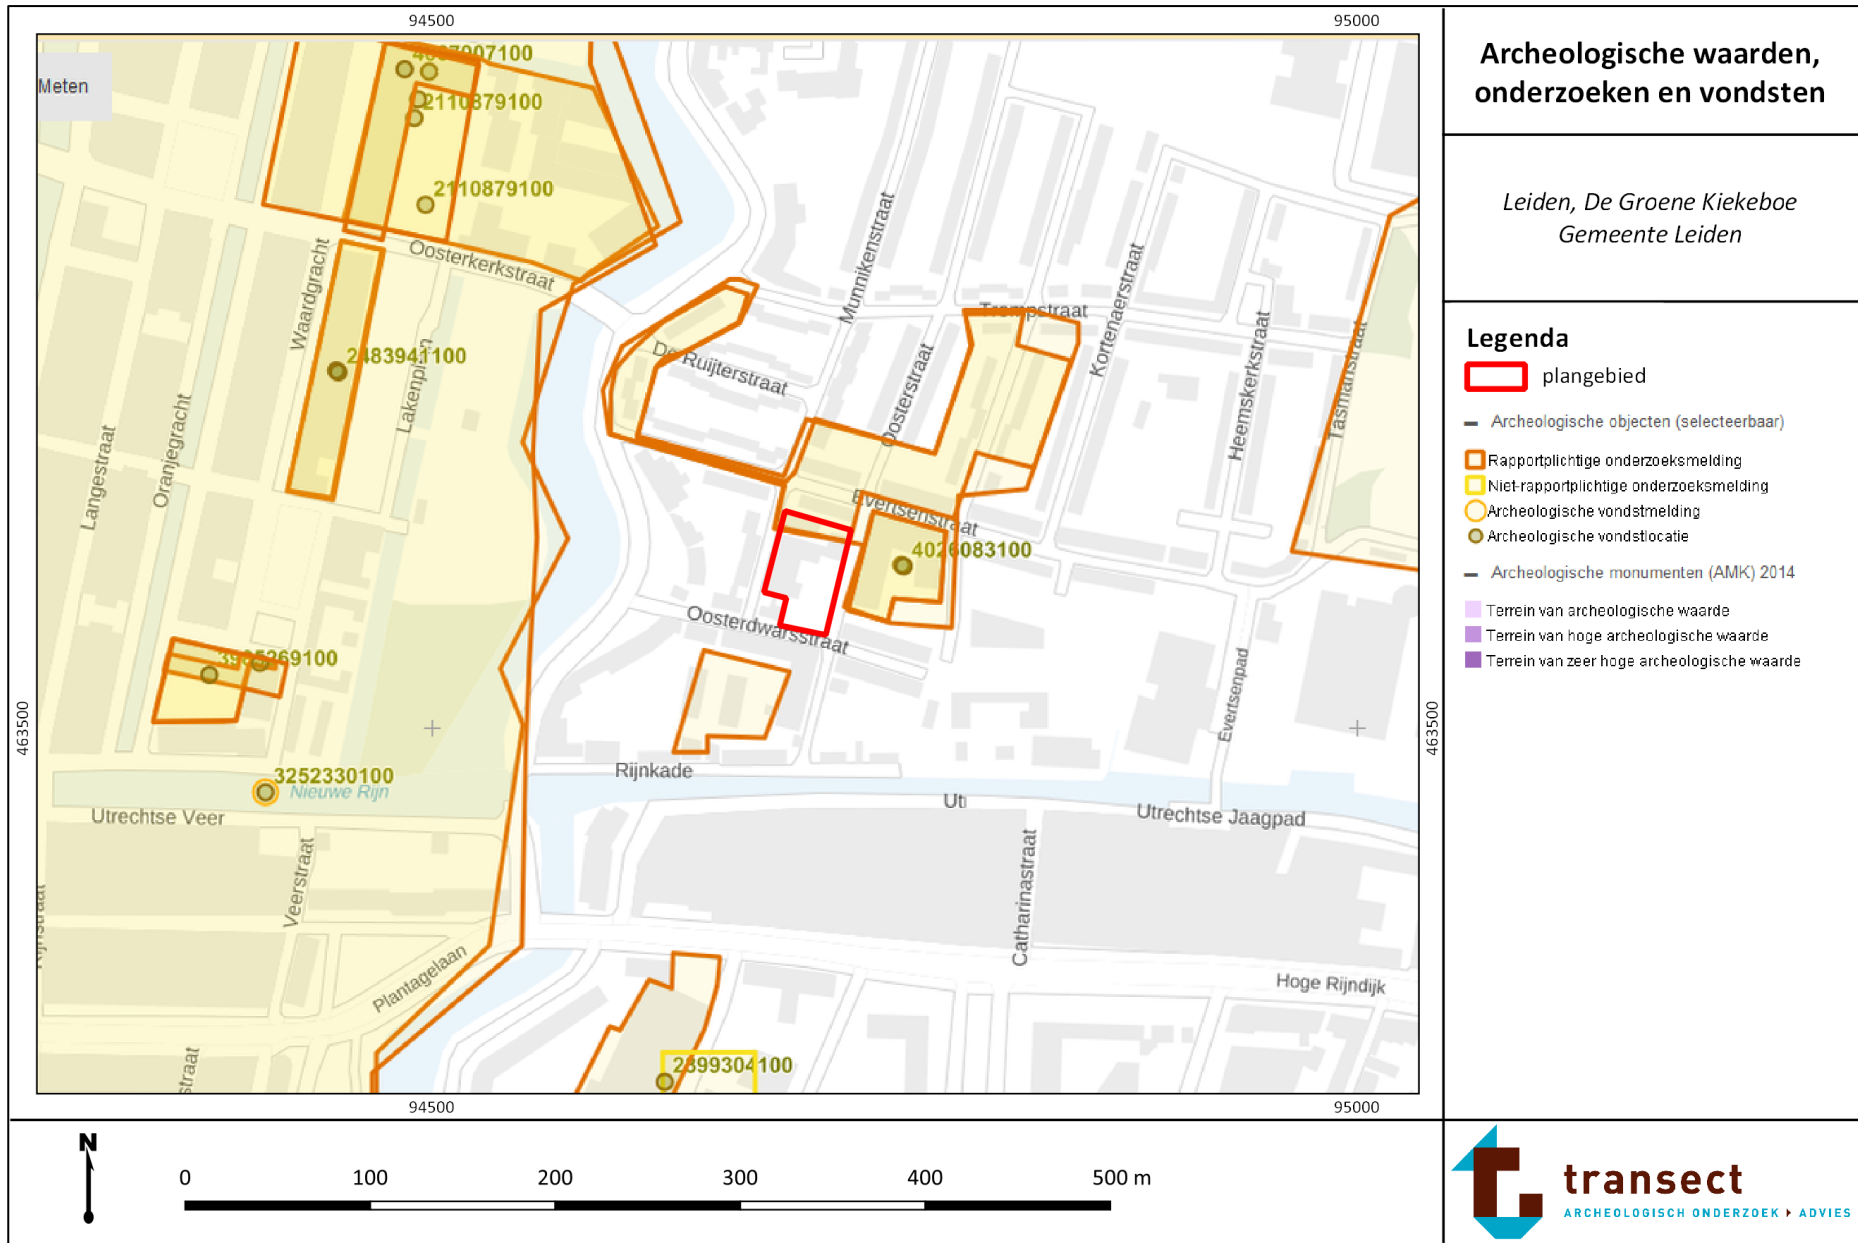 94500
95000
Meten
4037907100
2110879100
2110879100
Oosterkerkstraat
Waardgracht
2483941100
Lakenplein
Oranjegracht
Langestraat
Munnikenstraat
Trompstraat
Kortenaerstraat
De Ruijterstraat
Oosterstraat
Heemskerkstraat
Tasmanstraat
Evertsenstraat
4026083100
Oosterdwarsstraat
3985269100
Evertsenpad
463500
463500
Rijnkade
3252330100
Nieuwe Rijn
Utrechtse Veer
Uti
Utrechtse Jaagpad
Veerstraat
Rijnstraat
Catharinastraat
Plantagelaan
Hoge Rijndijk
straat
2899304100
94500
95000
N
0 100 200 300 400 500 m
Archeologische waarden,
onderzoeken en vondsten
Leiden, De Groene Kiekeboe
Gemeente Leiden
Legenda
plangebied
Archeologische objecten (selecteerbaar)
Rapportplichtige onderzoeksmelding
Niet-rapportplichtige onderzoeksmelding
Archeologische vondstmelding
Archeologische vondstlocatie
Archeologische monumenten (AMK) 2014
Terrein van archeologische waarde
Terrein van hoge archeologische waarde
Terrein van zeer hoge archeologische waarde
transect
ARCHEOLOGISCH ONDERZOEK ▸ ADVIES